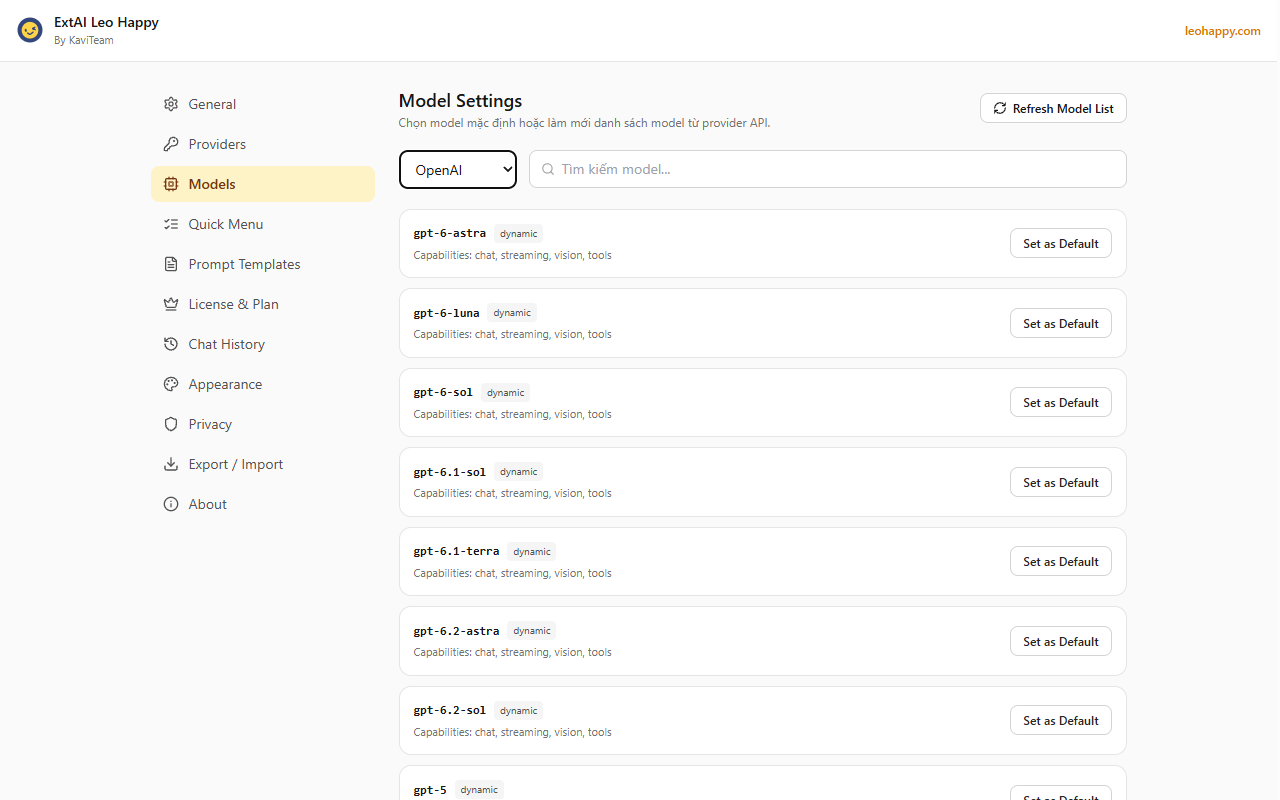 ExtAI Leo Happy
By KaviTeam
leohappy.com
General
Providers
Models
Quick Menu
Prompt Templates
License & Plan
Chat History
Appearance
Privacy
Export / Import
About
Model Settings
Chọn model mặc định hoặc làm mới danh sách model từ provider API.
Refresh Model List
OpenAI
Tìm kiếm model...
gpt-6-astra dynamic
Capabilities: chat, streaming, vision, tools
Set as Default
gpt-6-luna dynamic
Capabilities: chat, streaming, vision, tools
Set as Default
gpt-6-sol dynamic
Capabilities: chat, streaming, vision, tools
Set as Default
gpt-6.1-sol dynamic
Capabilities: chat, streaming, vision, tools
Set as Default
gpt-6.1-terra dynamic
Capabilities: chat, streaming, vision, tools
Set as Default
gpt-6.2-astra dynamic
Capabilities: chat, streaming, vision, tools
Set as Default
gpt-6.2-sol dynamic
Capabilities: chat, streaming, vision, tools
Set as Default
gpt-5 dynamic
Set as Default